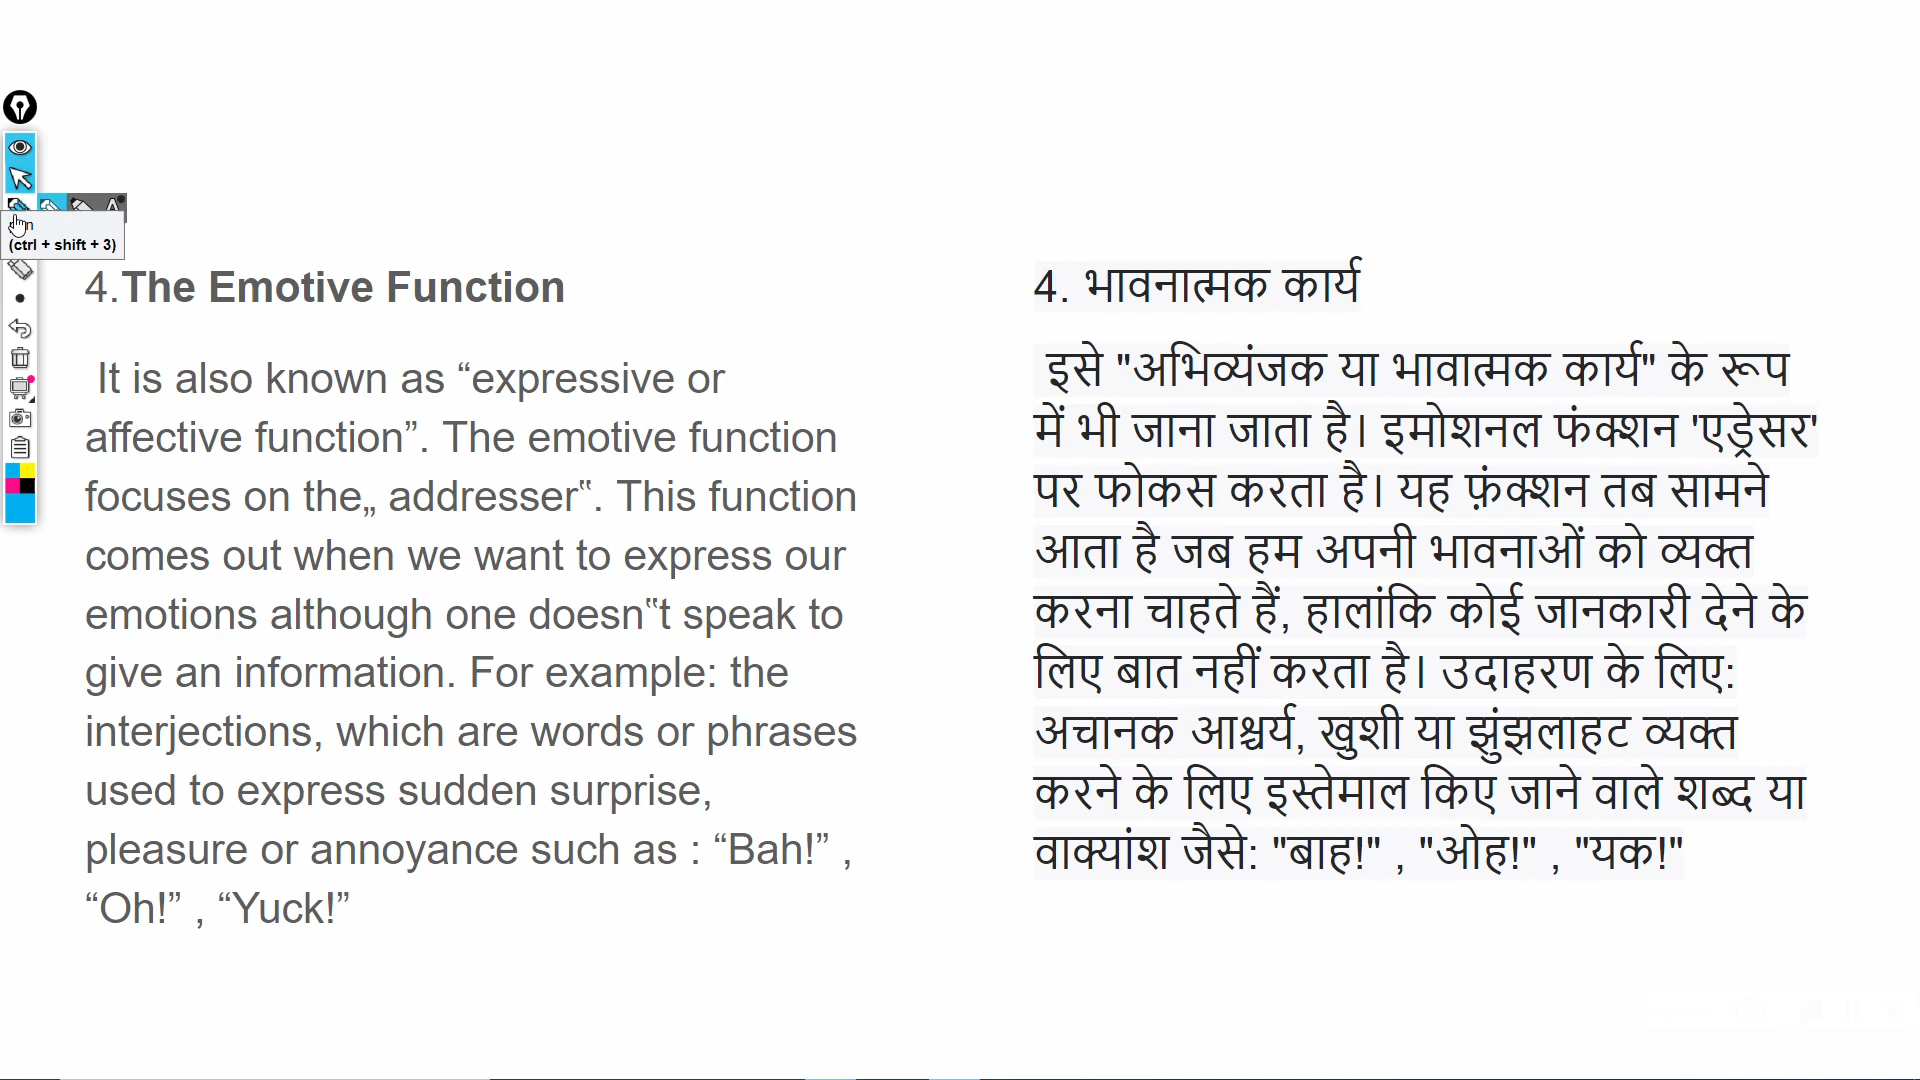 (ctrl + shift + 3)
4.The Emotive Function
It is also known as “expressive or
affective function”. The emotive function
focuses on the„ addresser‟. This function
comes out when we want to express our
emotions although one doesn‟t speak to
give an information. For example: the
interjections, which are words or phrases
used to express sudden surprise,
pleasure or annoyance such as : “Bah!” ,
“Oh!” , “Yuck!”
4. भावनात्मक कार्य
इसे "अभिव्यंजक या भावात्मक कार्य" के रूप
में भी जाना जाता है। इमोशनल फंक्शन 'एड्रेसर'
पर फोकस करता है। यह फ़ंक्शन तब सामने
आता है जब हम अपनी भावनाओं को व्यक्त
करना चाहते हैं, हालांकि कोई जानकारी देने के
लिए बात नहीं करता है। उदाहरण के लिए:
अचानक आश्चर्य, खुशी या झुंझलाहट व्यक्त
करने के लिए इस्तेमाल किए जाने वाले शब्द या
वाक्यांश जैसे: "बाह!" , "ओह!" , "यक!"